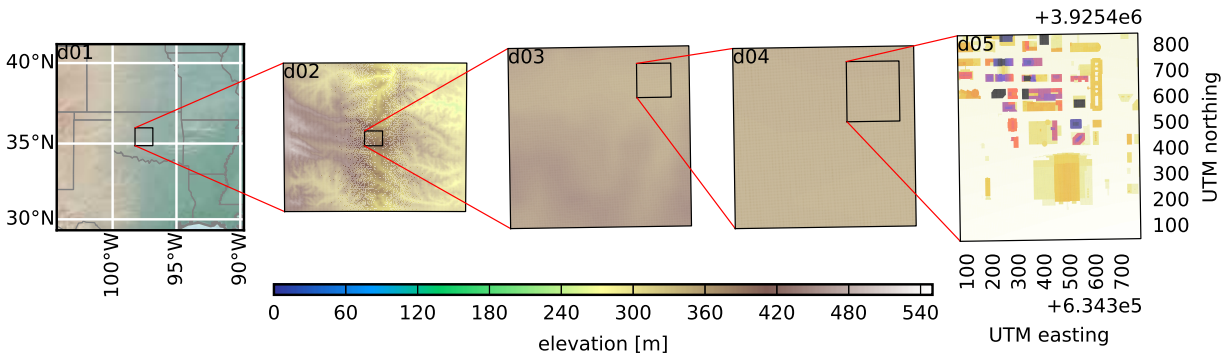 +3.9254e6
d01
d02
d03
d04
d05
40°N
35°N
30°N
100°W
95°W
90°W
800
700
600
500
400
300
200
100
UTM northing
100
200
300
400
500
600
700
+6.343e5
UTM easting
0 60 120 180 240 300 360 420 480 540
elevation [m]